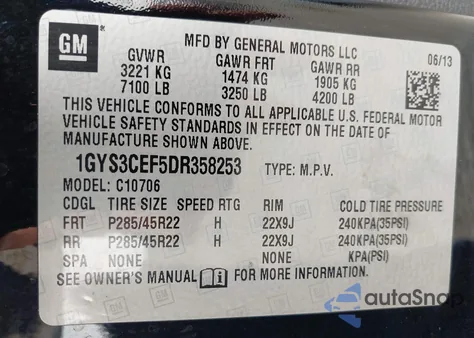 GM
MFD BY GENERAL MOTORS LLC
GVWR GAWR FRT GAWR RR 06/13
3221 KG 1474 KG 1905 KG
7100 LB 3250 LB 4200 LB
THIS VEHICLE CONFORMS TO ALL APPLICABLE U.S. FEDERAL MOTOR
VEHICLE SAFETY STANDARDS IN EFFECT ON THE DATE OF
MANUFACTURE SHOWN ABOVE.
1GYS3CEF5DR358253 TYPE: M.P.V.
MODEL: C10706
CDGL TIRE SIZE SPEED RTG RIM COLD TIRE PRESSURE
FRT P285/45R22 H 22X9J 240KPA(35PSI)
RR P285/45R22 H 22X9J 240KPA(35PSI)
SPA NONE NONE KPA(PSI)
SEE OWNER'S MANUAL FOR MORE INFORMATION.
autoSnap